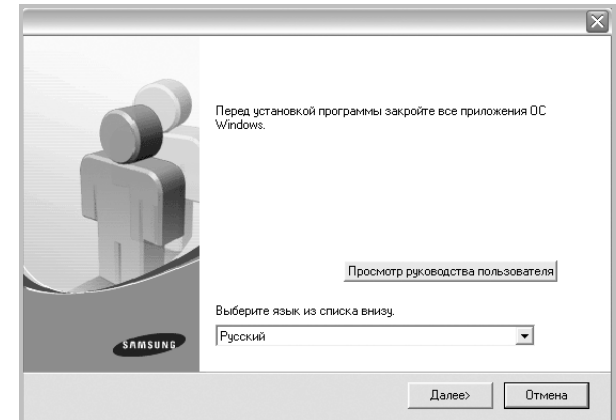 Перед установкой программы закройте все приложения ОС
Windows.
Просмотр руководства пользователя
Выберите язык из списка внизу.
Русский
SAMSUNG
Далее>
Отмена